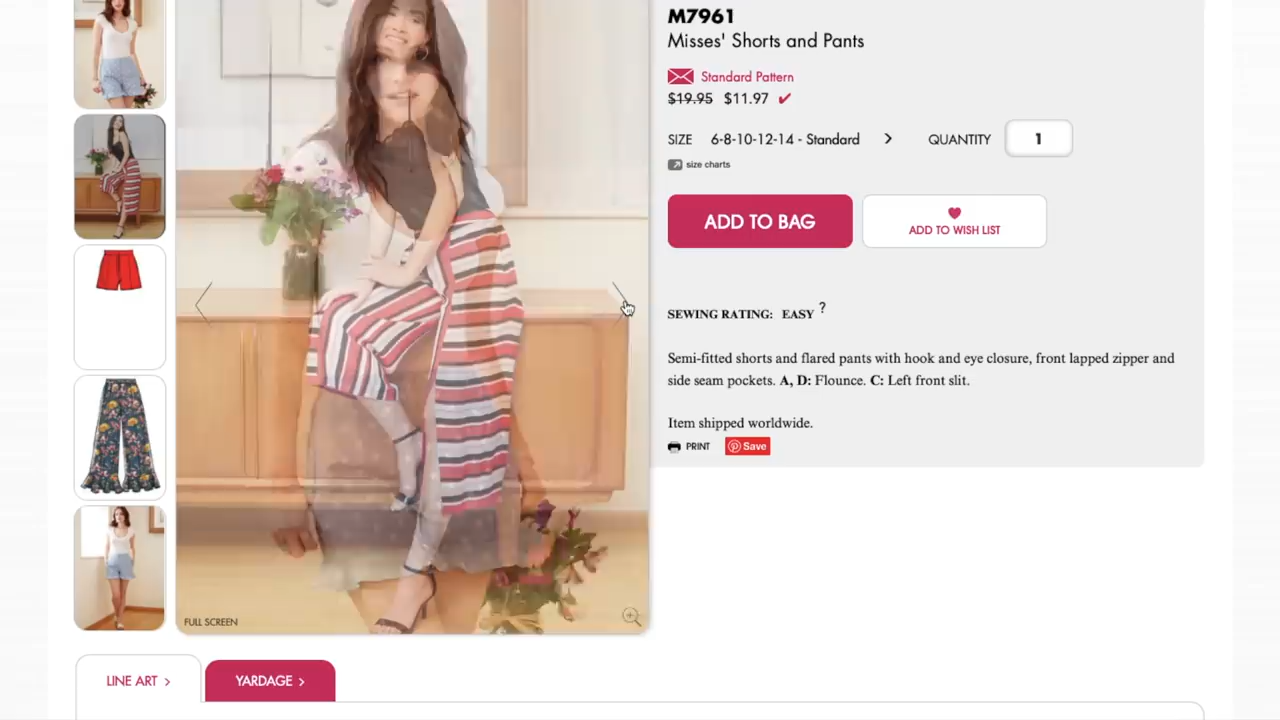 M7961
Misses' Shorts and Pants
Standard Pattern
$19.95 $11.97
SIZE 6-8-10-12-14 - Standard > QUANTITY 1
size charts
ADD TO BAG
ADD TO WISH LIST
SEWING RATING: EASY ?
Semi-fitted shorts and flared pants with hook and eye closure, front lapped zipper and
side seam pockets. A, D: Flounce. C: Left front slit.
Item shipped worldwide.
PRINT Save
FULL SCREEN
LINE ART > YARDAGE >